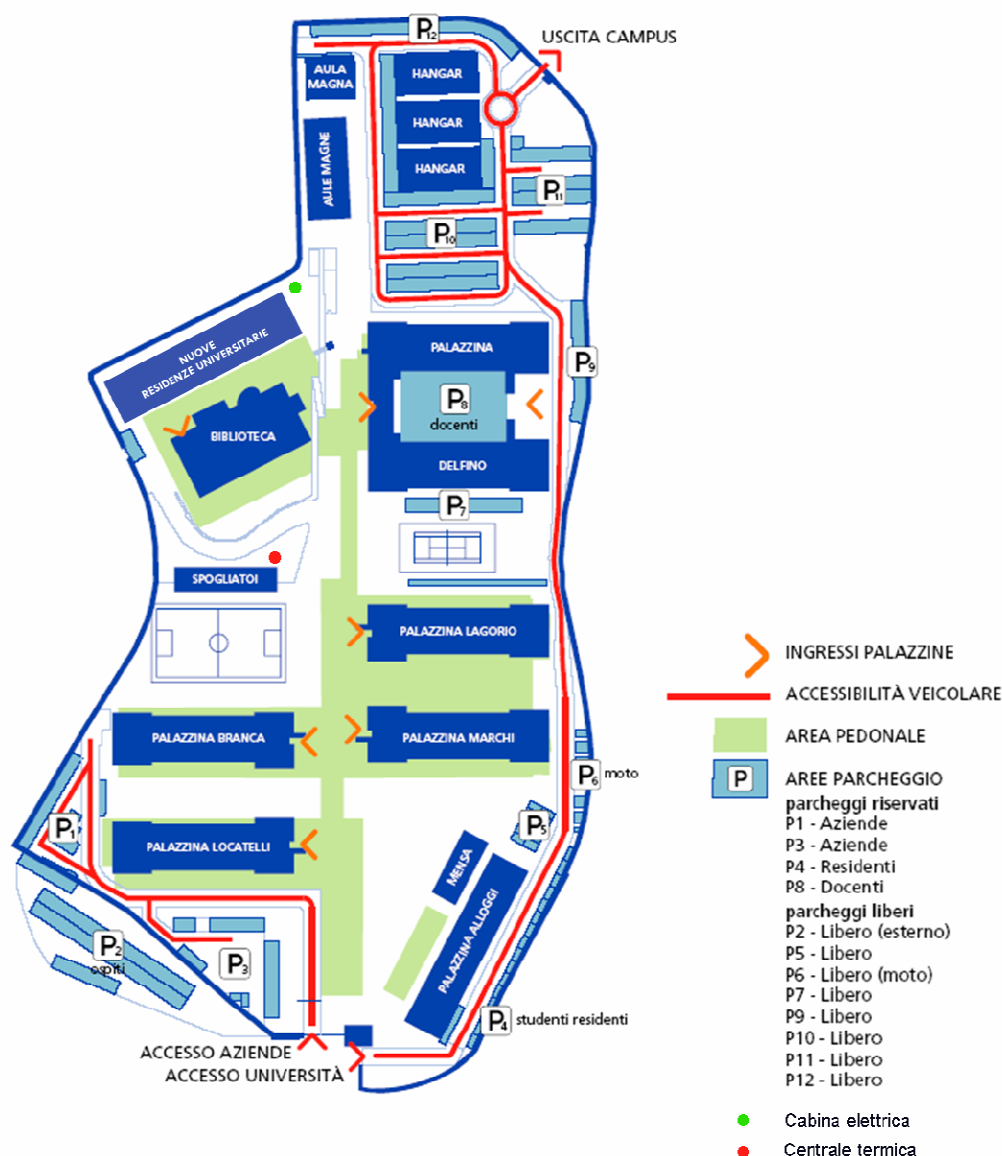 P12
USCITA CAMPUS
AULA
MAGNA
HANGAR
HANGAR
AULE MAGNE
HANGAR
P11
P10
NUOVE
RESIDENZE UNIVERSITARIE
PALAZZINA
P9
P8
docenti
BIBLIOTECA
DELFINO
P7
SPOGLIATOI
PALAZZINA LAGORIO
INGRESSI PALAZZINE
ACCESSIBILITÀ VEICOLARE
PALAZZINA BRANCA
PALAZZINA MARCHI
AREA PEDONALE
P6 moto
P AREE PARCHEGGIO
parcheggi riservati
P1 - Aziende
P3 - Aziende
P4 - Residenti
P8 - Docenti
parcheggi liberi
P2 - Libero (esterno)
P5 - Libero
P6 - Libero (moto)
P7 - Libero
P9 - Libero
P10 - Libero
P11 - Libero
P12 - Libero
P1
P5
PALAZZINA LOCATELLI
MENSA
PALAZZINA ALLOGGI
P2
ospiti
P3
P4 studenti residenti
ACCESSO AZIENDE
ACCESSO UNIVERSITÀ
Cabina elettrica
Centrale termica